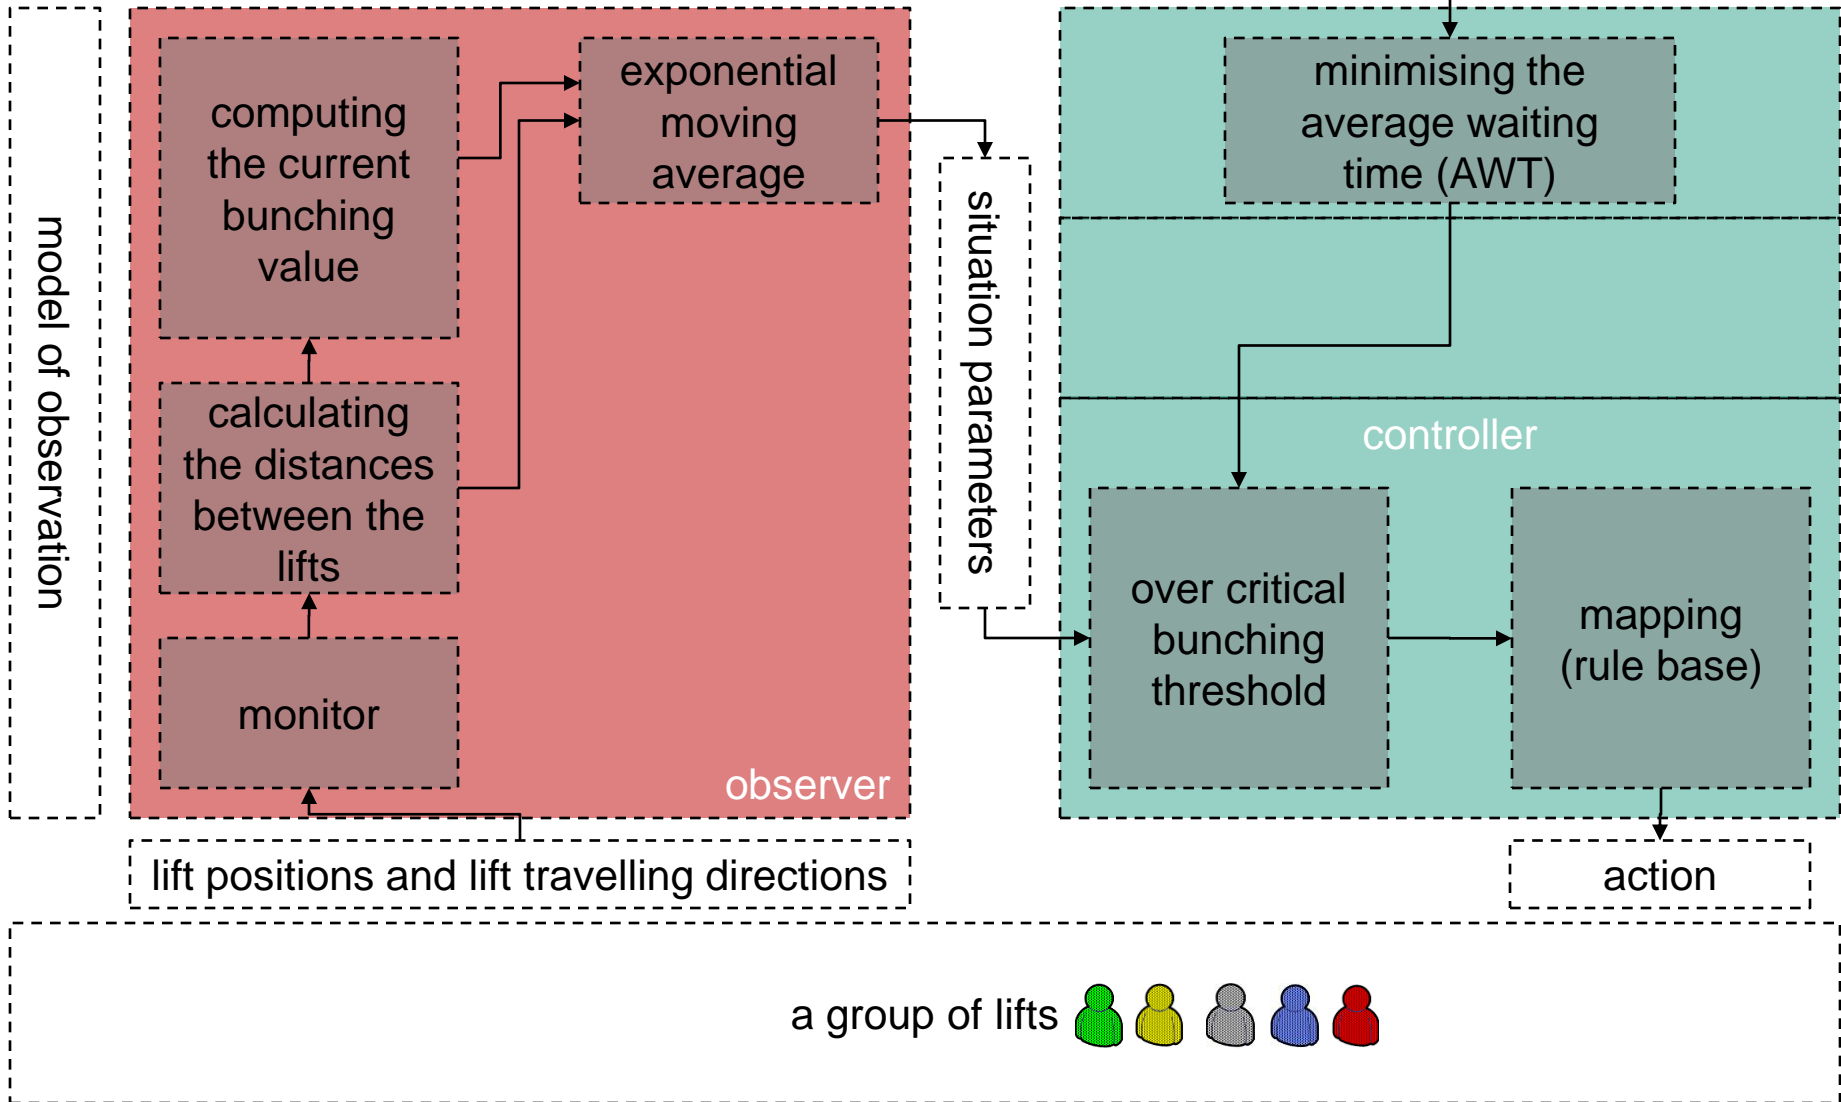 model of observation
computing
the current
bunching
value
exponential
moving
average
calculating
the distances
between the
lifts
monitor
observer
lift positions and lift travelling directions
situation parameters
minimising the
average waiting
time (AWT)
controller
over critical
bunching
threshold
mapping
(rule base)
action
a group of lifts